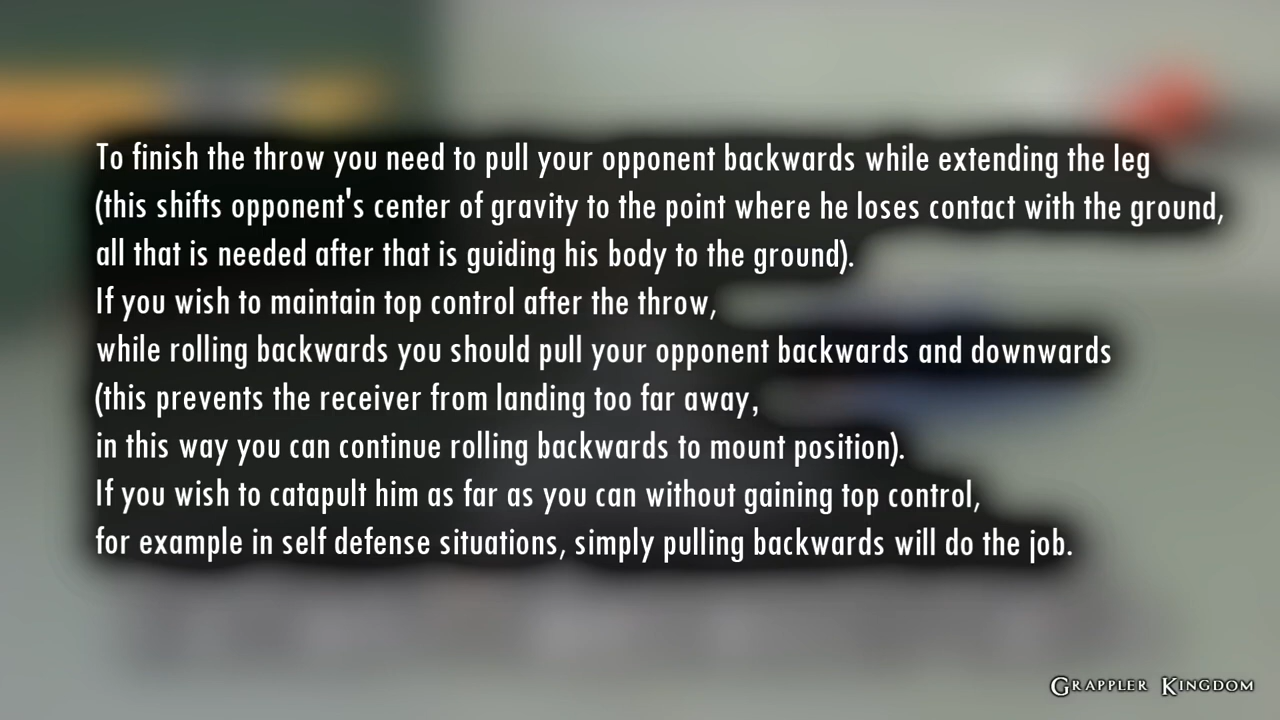 To finish the throw you need to pull your opponent backwards while extending the leg
(this shifts opponent's center of gravity to the point where he loses contact with the ground,
all that is needed after that is guiding his body to the ground).
If you wish to maintain top control after the throw,
while rolling backwards you should pull your opponent backwards and downwards
(this prevents the receiver from landing too far away,
in this way you can continue rolling backwards to mount position).
If you wish to catapult him as far as you can without gaining top control,
for example in self defense situations, simply pulling backwards will do the job.
Grappler Kingdom